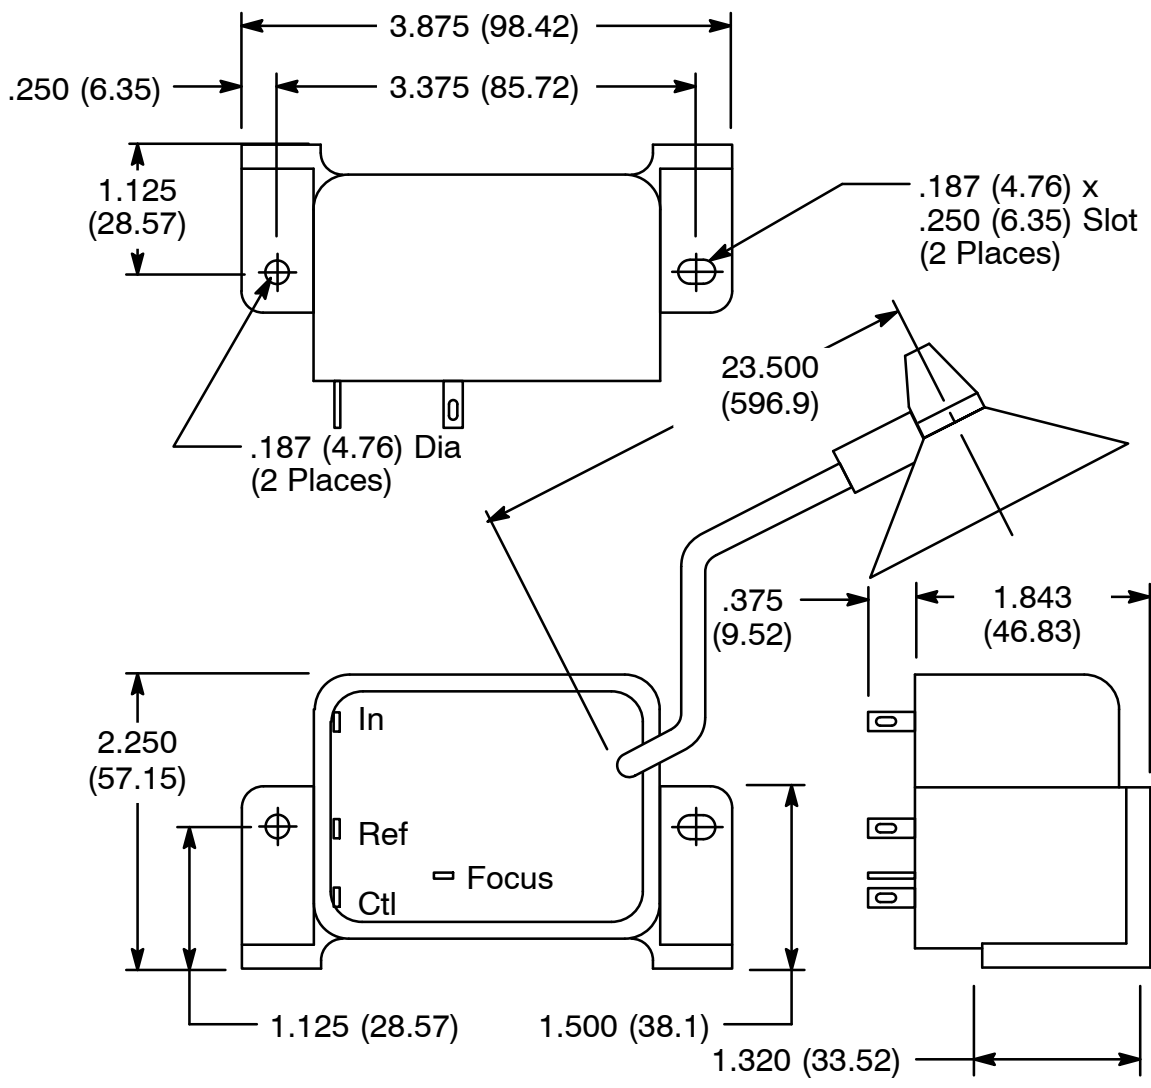 3.875 (98.42)
.250 (6.35)
3.375 (85.72)
1.125
(28.57)
.187 (4.76) x
.250 (6.35) Slot
(2 Places)
23.500
(596.9)
.187 (4.76) Dia
(2 Places)
.375
(9.52)
1.843
(46.83)
In
2.250
(57.15)
Ref
Focus
Ctl
1.125 (28.57)
1.500 (38.1)
1.320 (33.52)